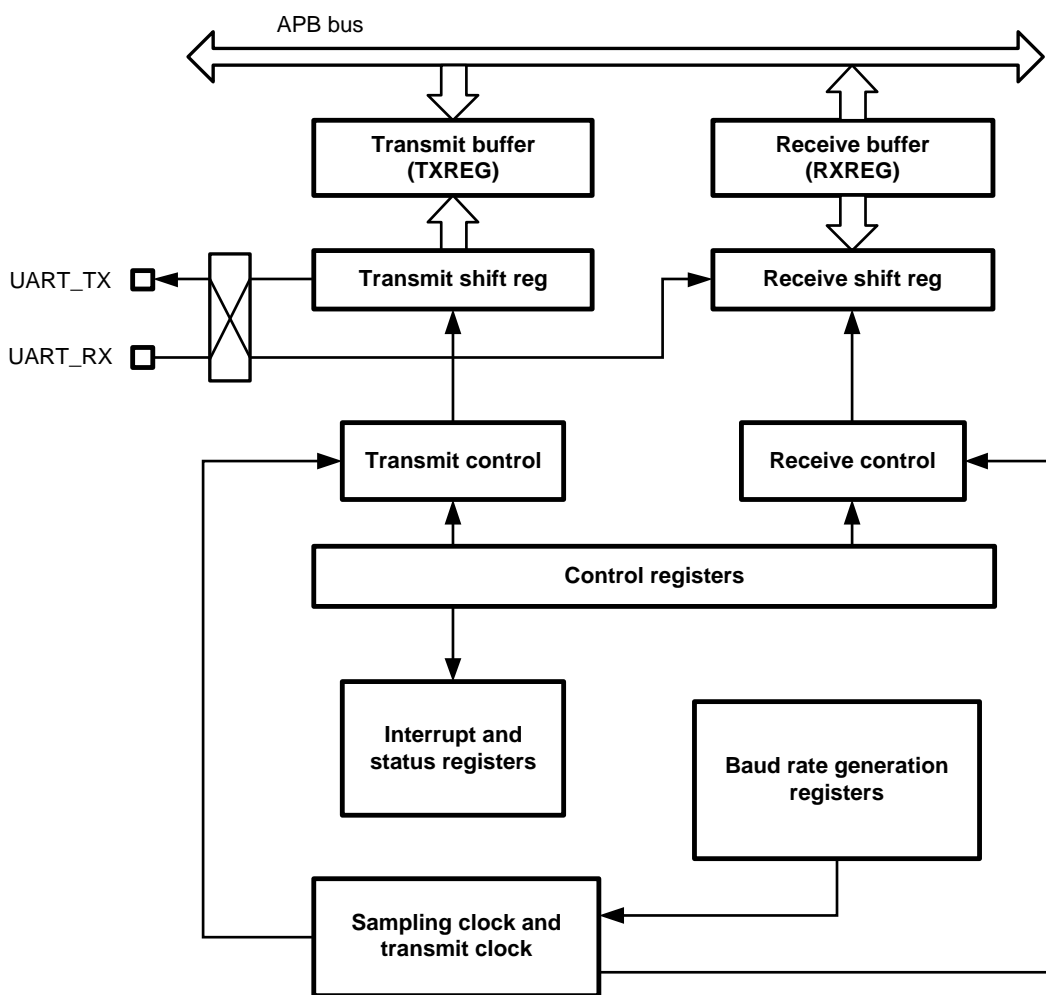 APB bus
Transmit buffer
(TXREG)
Receive buffer
(RXREG)
UART_TX
Transmit shift reg
Receive shift reg
UART_RX
Transmit control
Receive control
Control registers
Interrupt and
status registers
Baud rate generation
registers
Sampling clock and
transmit clock